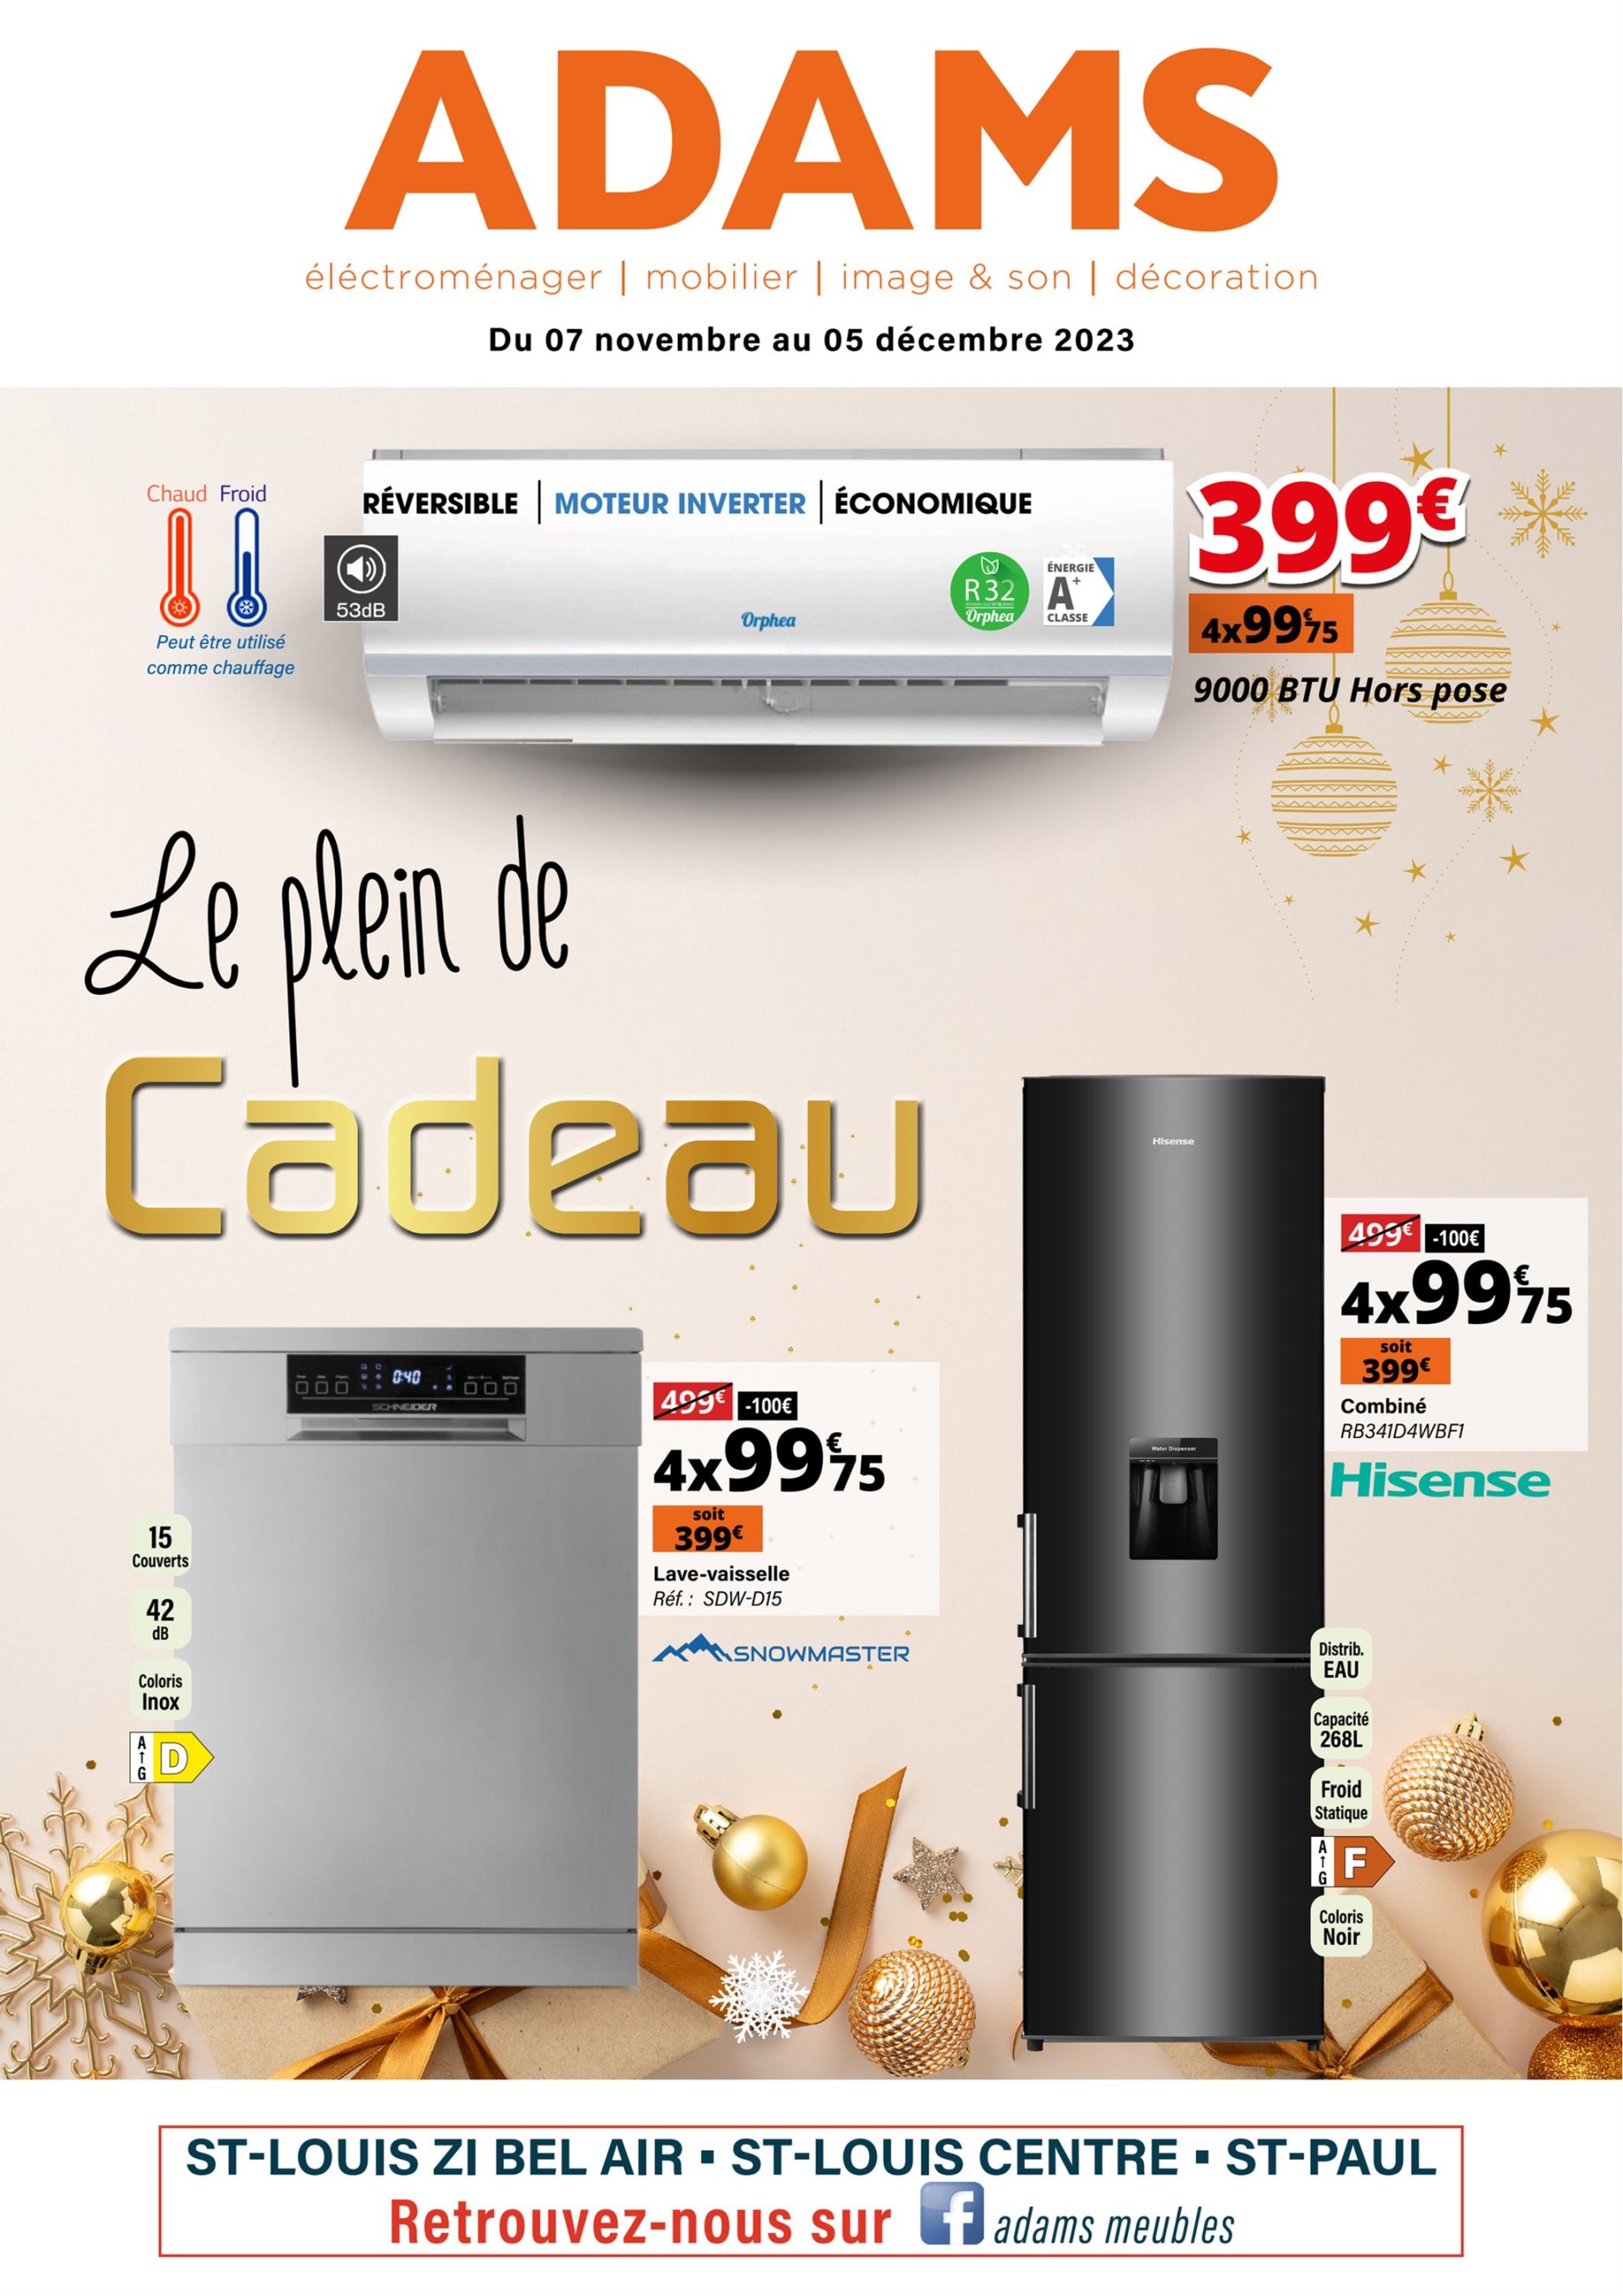 ADAMS
éléctroménager | mobilier | image & son | décoration
Du 07 novembre au 05 décembre 2023
Chaud Froid
Peut être utilisé
comme chauffage
53dB
RÉVERSIBLE | MOTEUR INVERTER | ÉCONOMIQUE
Orphea
R32
Orphea
ÉNERGIE
A+
CLASSE
399€
4x99€75
9000 BTU Hors pose
Le plein de
Cadeau
Hisense
Water Dispenser
499€ -100€
4x99€75
soit
399€
Combiné
RB341D4WBF1
Hisense
0:40
SCHNEIDER
499€ -100€
4x99€75
soit
399€
Lave-vaisselle
Réf. : SDW-D15
SNOWMASTER
15
Couverts
42
dB
Coloris
Inox
A
↑
G
D
Distrib.
EAU
Capacité
268L
Froid
Statique
A
↑
G
F
Coloris
Noir
ST-LOUIS ZI BEL AIR ▪ ST-LOUIS CENTRE ▪ ST-PAUL
Retrouvez-nous sur f adams meubles